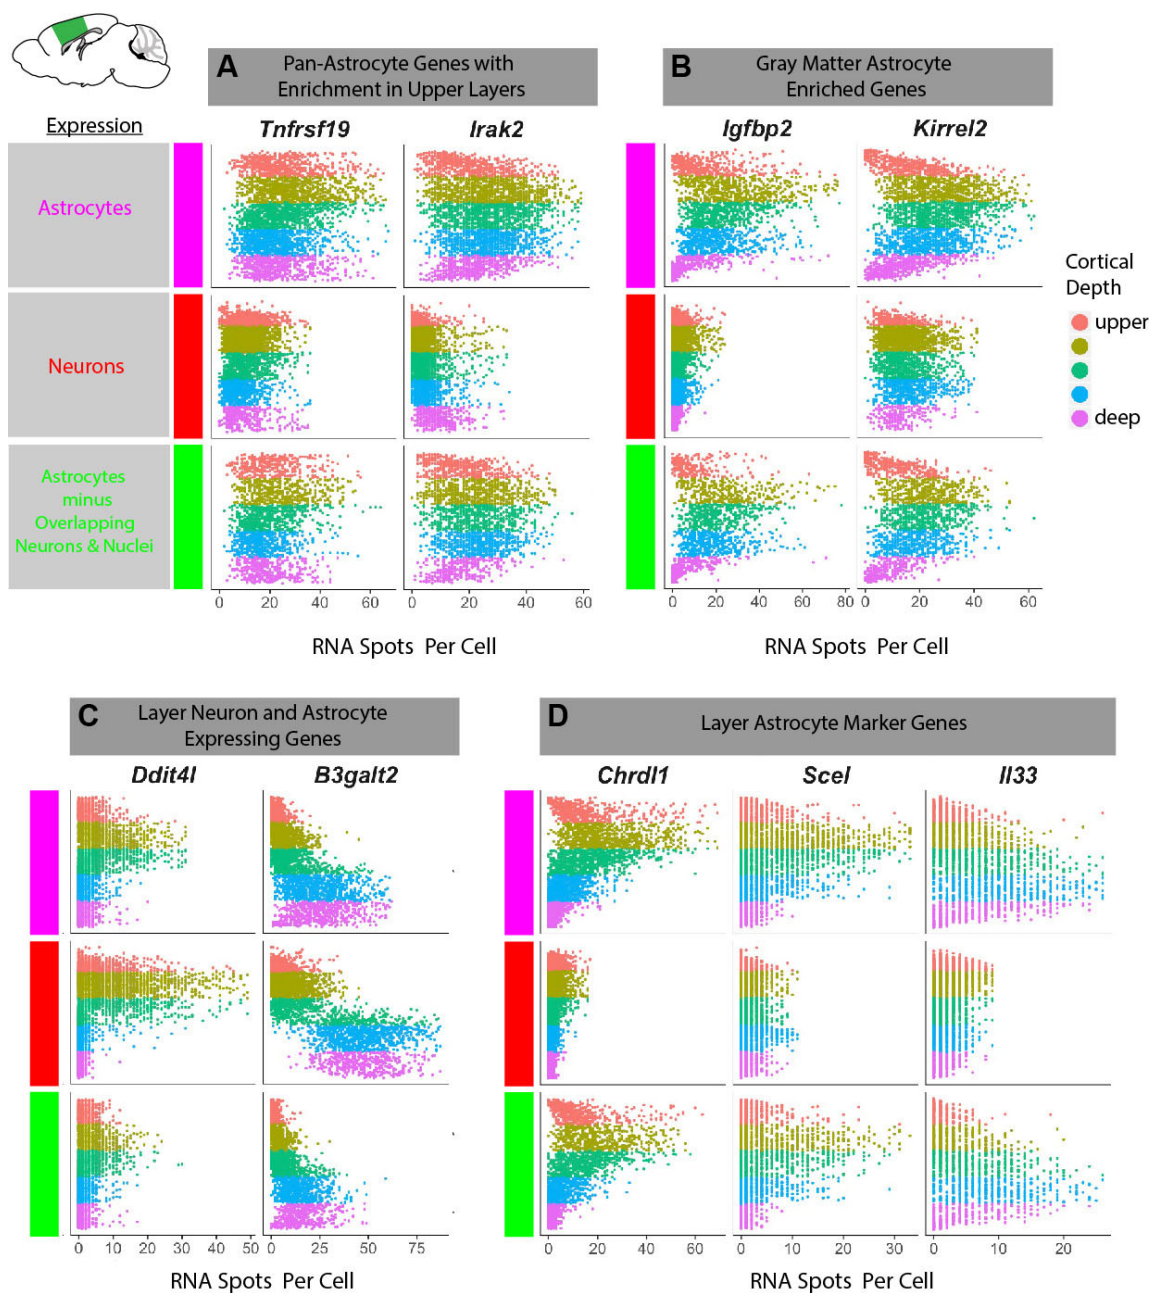 A
Pan-Astrocyte Genes with
Enrichment in Upper Layers
B
Gray Matter Astrocyte
Enriched Genes
Expression
Tnfrsf19 Irak2 Igfbp2 Kirrel2
Astrocytes
Neurons
Astrocytes
minus
Overlapping
Neurons & Nuclei
Cortical
Depth
upper
deep
0 20 40 60 0 20 40 60 0 20 40 60 80 0 20 40 60
RNA Spots Per Cell RNA Spots Per Cell
C
Layer Neuron and Astrocyte
Expressing Genes
D
Layer Astrocyte Marker Genes
Ddit4l B3galt2 Chrdl1 Scel Il33
0 10 20 30 40 50 0 25 50 75 0 20 40 60 0 10 20 30 0 10 20
RNA Spots Per Cell RNA Spots Per Cell